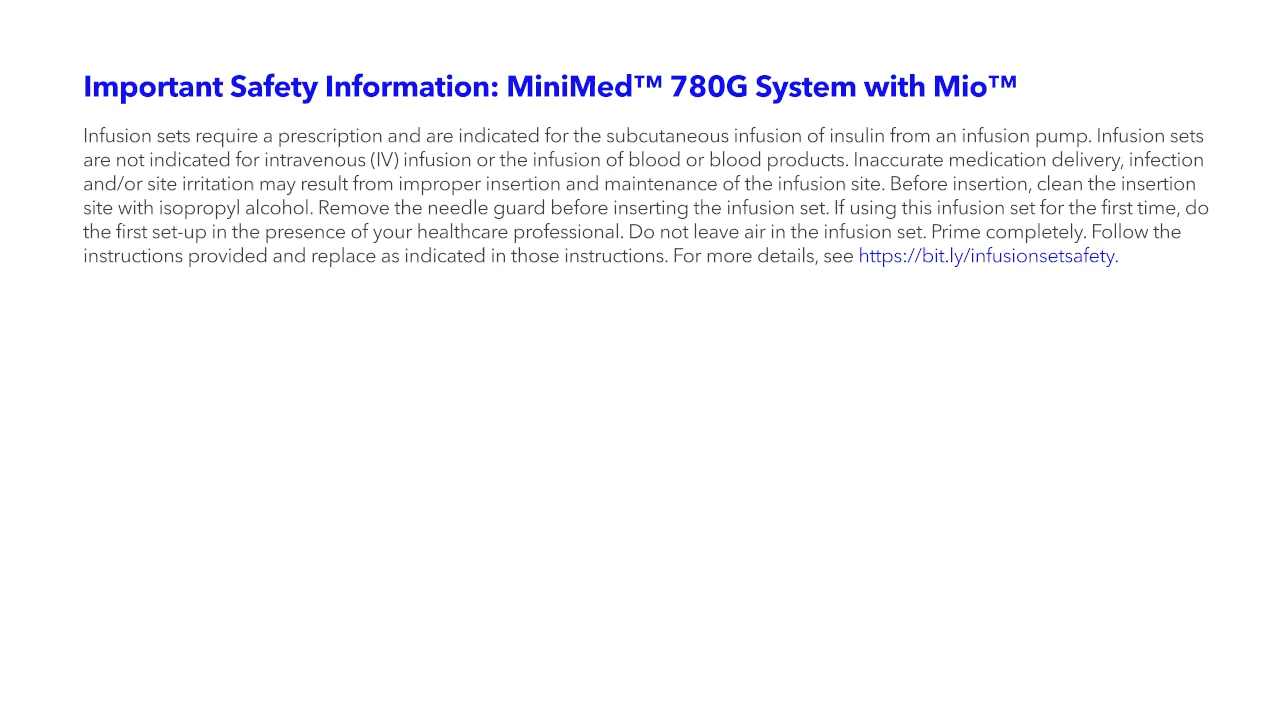 Important Safety Information: MiniMed™ 780G System with Mio™
Infusion sets require a prescription and are indicated for the subcutaneous infusion of insulin from an infusion pump. Infusion sets
are not indicated for intravenous (IV) infusion or the infusion of blood or blood products. Inaccurate medication delivery, infection
and/or site irritation may result from improper insertion and maintenance of the infusion site. Before insertion, clean the insertion
site with isopropyl alcohol. Remove the needle guard before inserting the infusion set. If using this infusion set for the first time, do
the first set-up in the presence of your healthcare professional. Do not leave air in the infusion set. Prime completely. Follow the
instructions provided and replace as indicated in those instructions. For more details, see https://bit.ly/infusionsetsafety.